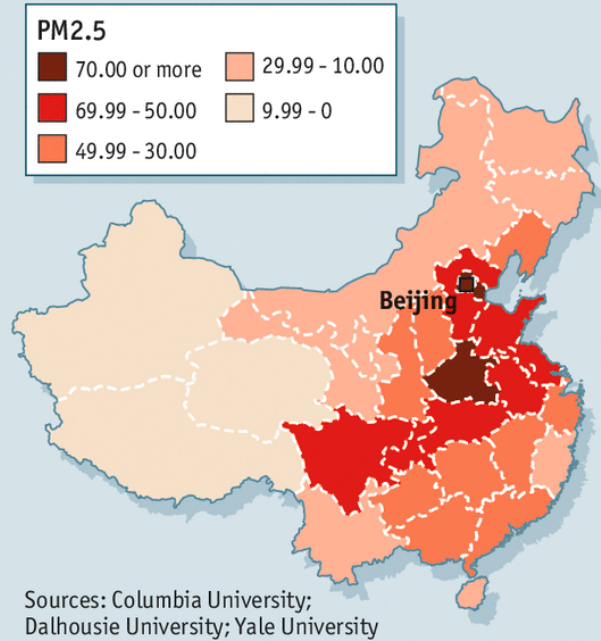 PM2.5
70.00 or more
69.99 - 50.00
49.99 - 30.00
29.99 - 10.00
9.99 - 0
Beijing
Sources: Columbia University;
Dalhousie University; Yale University